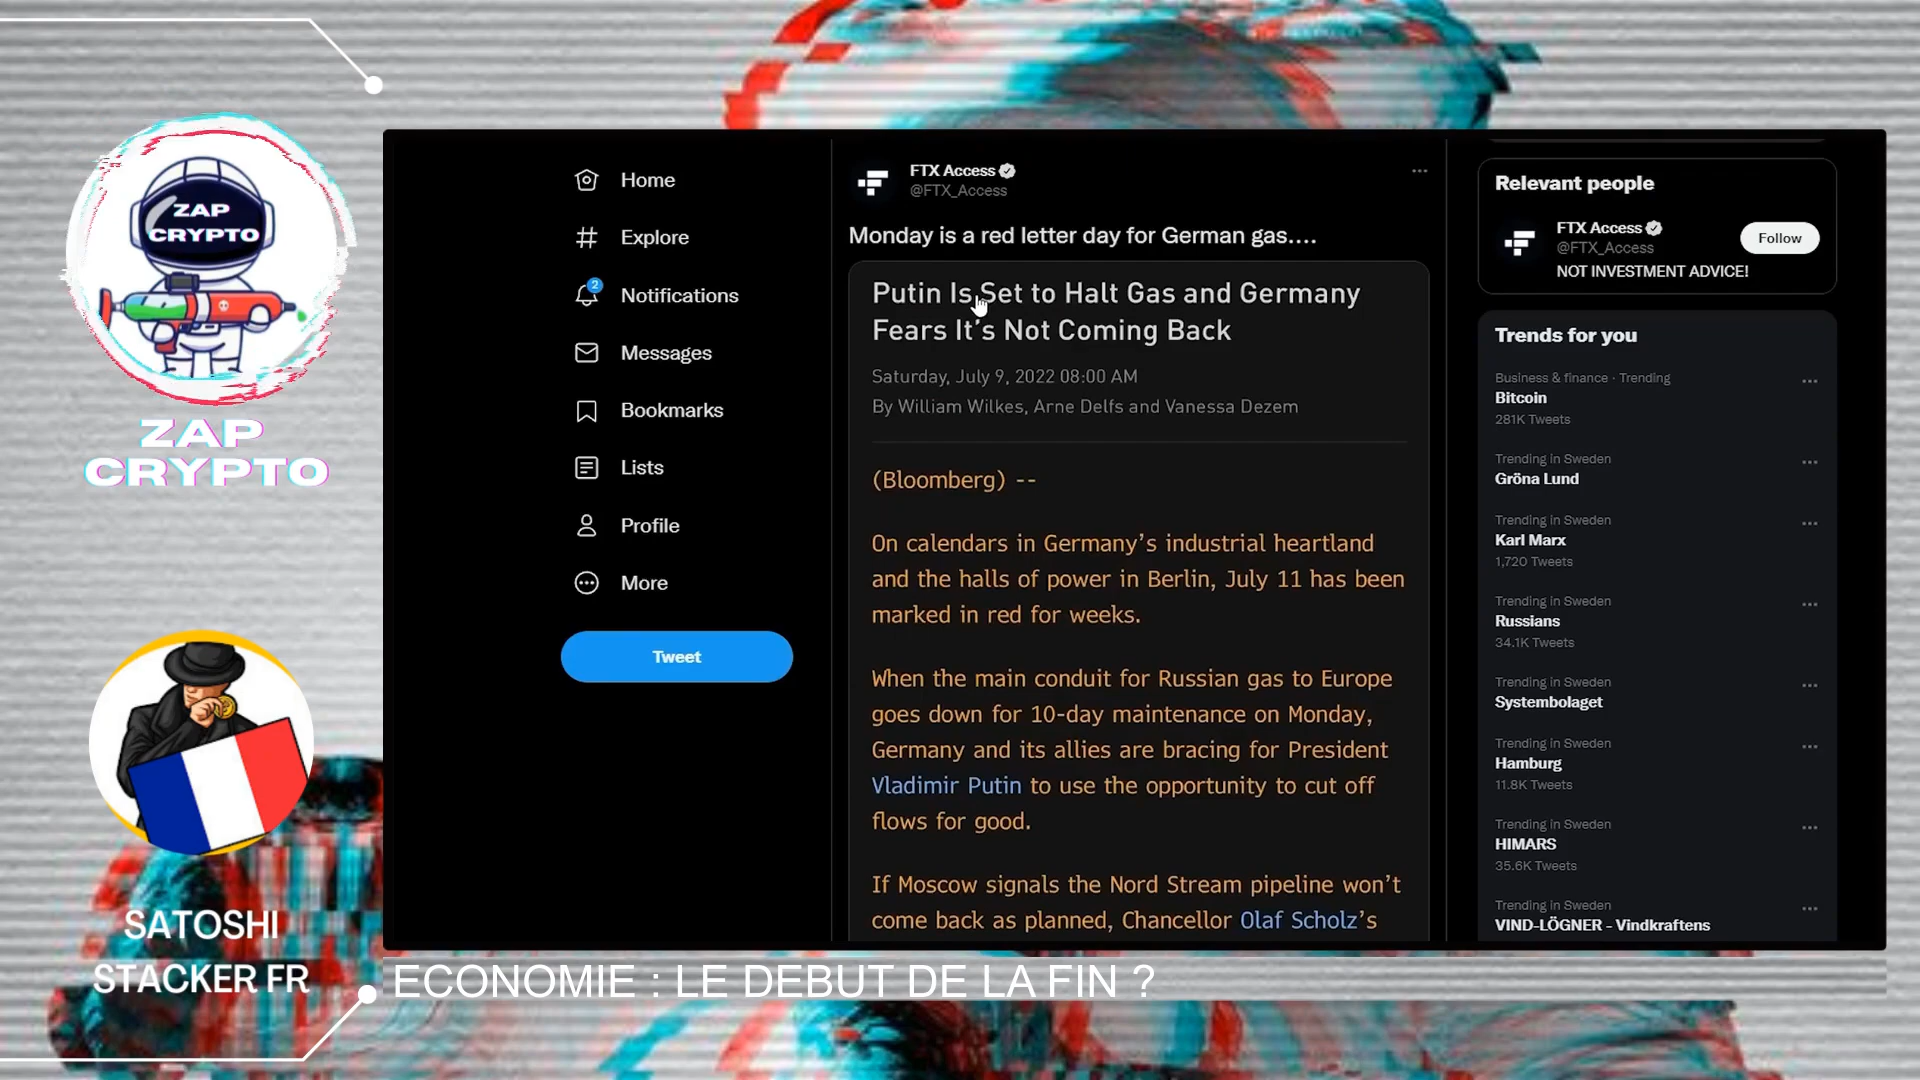 ZAP
CRYPTO
ZAP
CRYPTO
SATOSHI
STACKER FR
Home
Explore
2
Notifications
Messages
Bookmarks
Lists
Profile
More
Tweet
FTX Access
@FTX_Access
Monday is a red letter day for German gas....
Putin Is Set to Halt Gas and Germany
Fears It's Not Coming Back
Saturday, July 9, 2022 08:00 AM
By William Wilkes, Arne Delfs and Vanessa Dezem
(Bloomberg) --
On calendars in Germany's industrial heartland
and the halls of power in Berlin, July 11 has been
marked in red for weeks.
When the main conduit for Russian gas to Europe
goes down for 10-day maintenance on Monday,
Germany and its allies are bracing for President
Vladimir Putin to use the opportunity to cut off
flows for good.
If Moscow signals the Nord Stream pipeline won't
come back as planned, Chancellor Olaf Scholz's
Relevant people
FTX Access
@FTX_Access
Follow
NOT INVESTMENT ADVICE!
Trends for you
Business & finance · Trending
Bitcoin
281K Tweets
Trending in Sweden
Gröna Lund
Trending in Sweden
Karl Marx
1,720 Tweets
Trending in Sweden
Russians
34.1K Tweets
Trending in Sweden
Systembolaget
Trending in Sweden
Hamburg
11.8K Tweets
Trending in Sweden
HIMARS
35.6K Tweets
Trending in Sweden
VIND-LÖGNER - Vindkraftens
ECONOMIE : LE DEBUT DE LA FIN ?